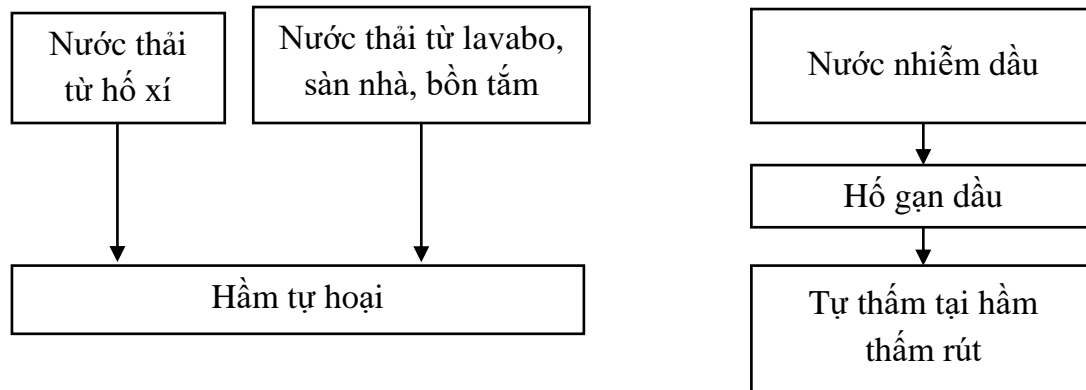 Nước thải
từ hố xí
Nước thải từ lavabo,
sàn nhà, bồn tắm
Hầm tự hoại
Nước nhiễm dầu
Hố gạn dầu
Tự thấm tại hầm
thấm rút